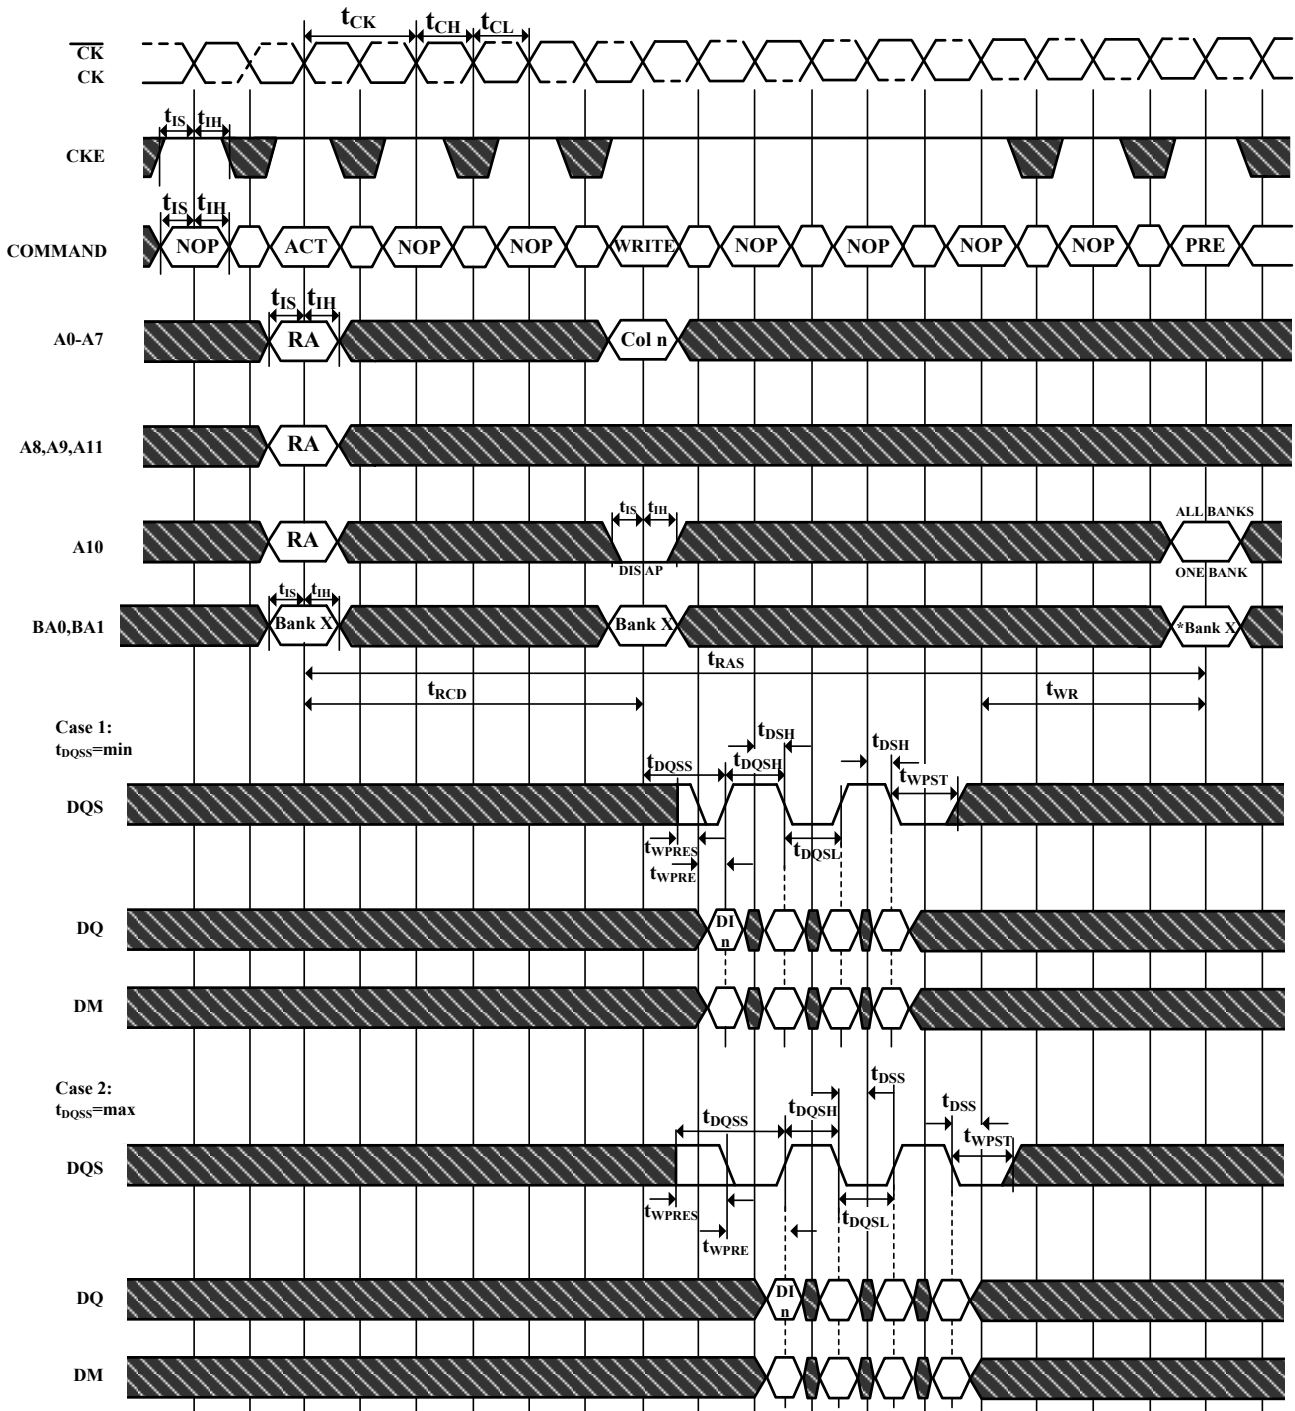 tCK tCH tCL
CK
CK
tIS tIH
CKE
tIS tIH
COMMAND NOP ACT NOP NOP WRITE NOP NOP NOP NOP PRE
tIS tIH
A0-A7 RA Col n
A8,A9,A11 RA
tIS tIH ALL BANKS
A10 RA
DIS AP ONE BANK
tIS tIH
BA0,BA1 Bank X Bank X *Bank X
tRAS
tRCD tWR
Case 1:
tDQSS=min
tDSH tDSH
tDQSS tDQSH tWPST
DQS
tWPRES tDQSL
tWPRE
DQ DI
n
DM
Case 2:
tDQSS=max
tDSS
tDQSS tDQSH tDSS
tWPST
DQS
tWPRES tDQSL
tWPRE
DQ DI
n
DM